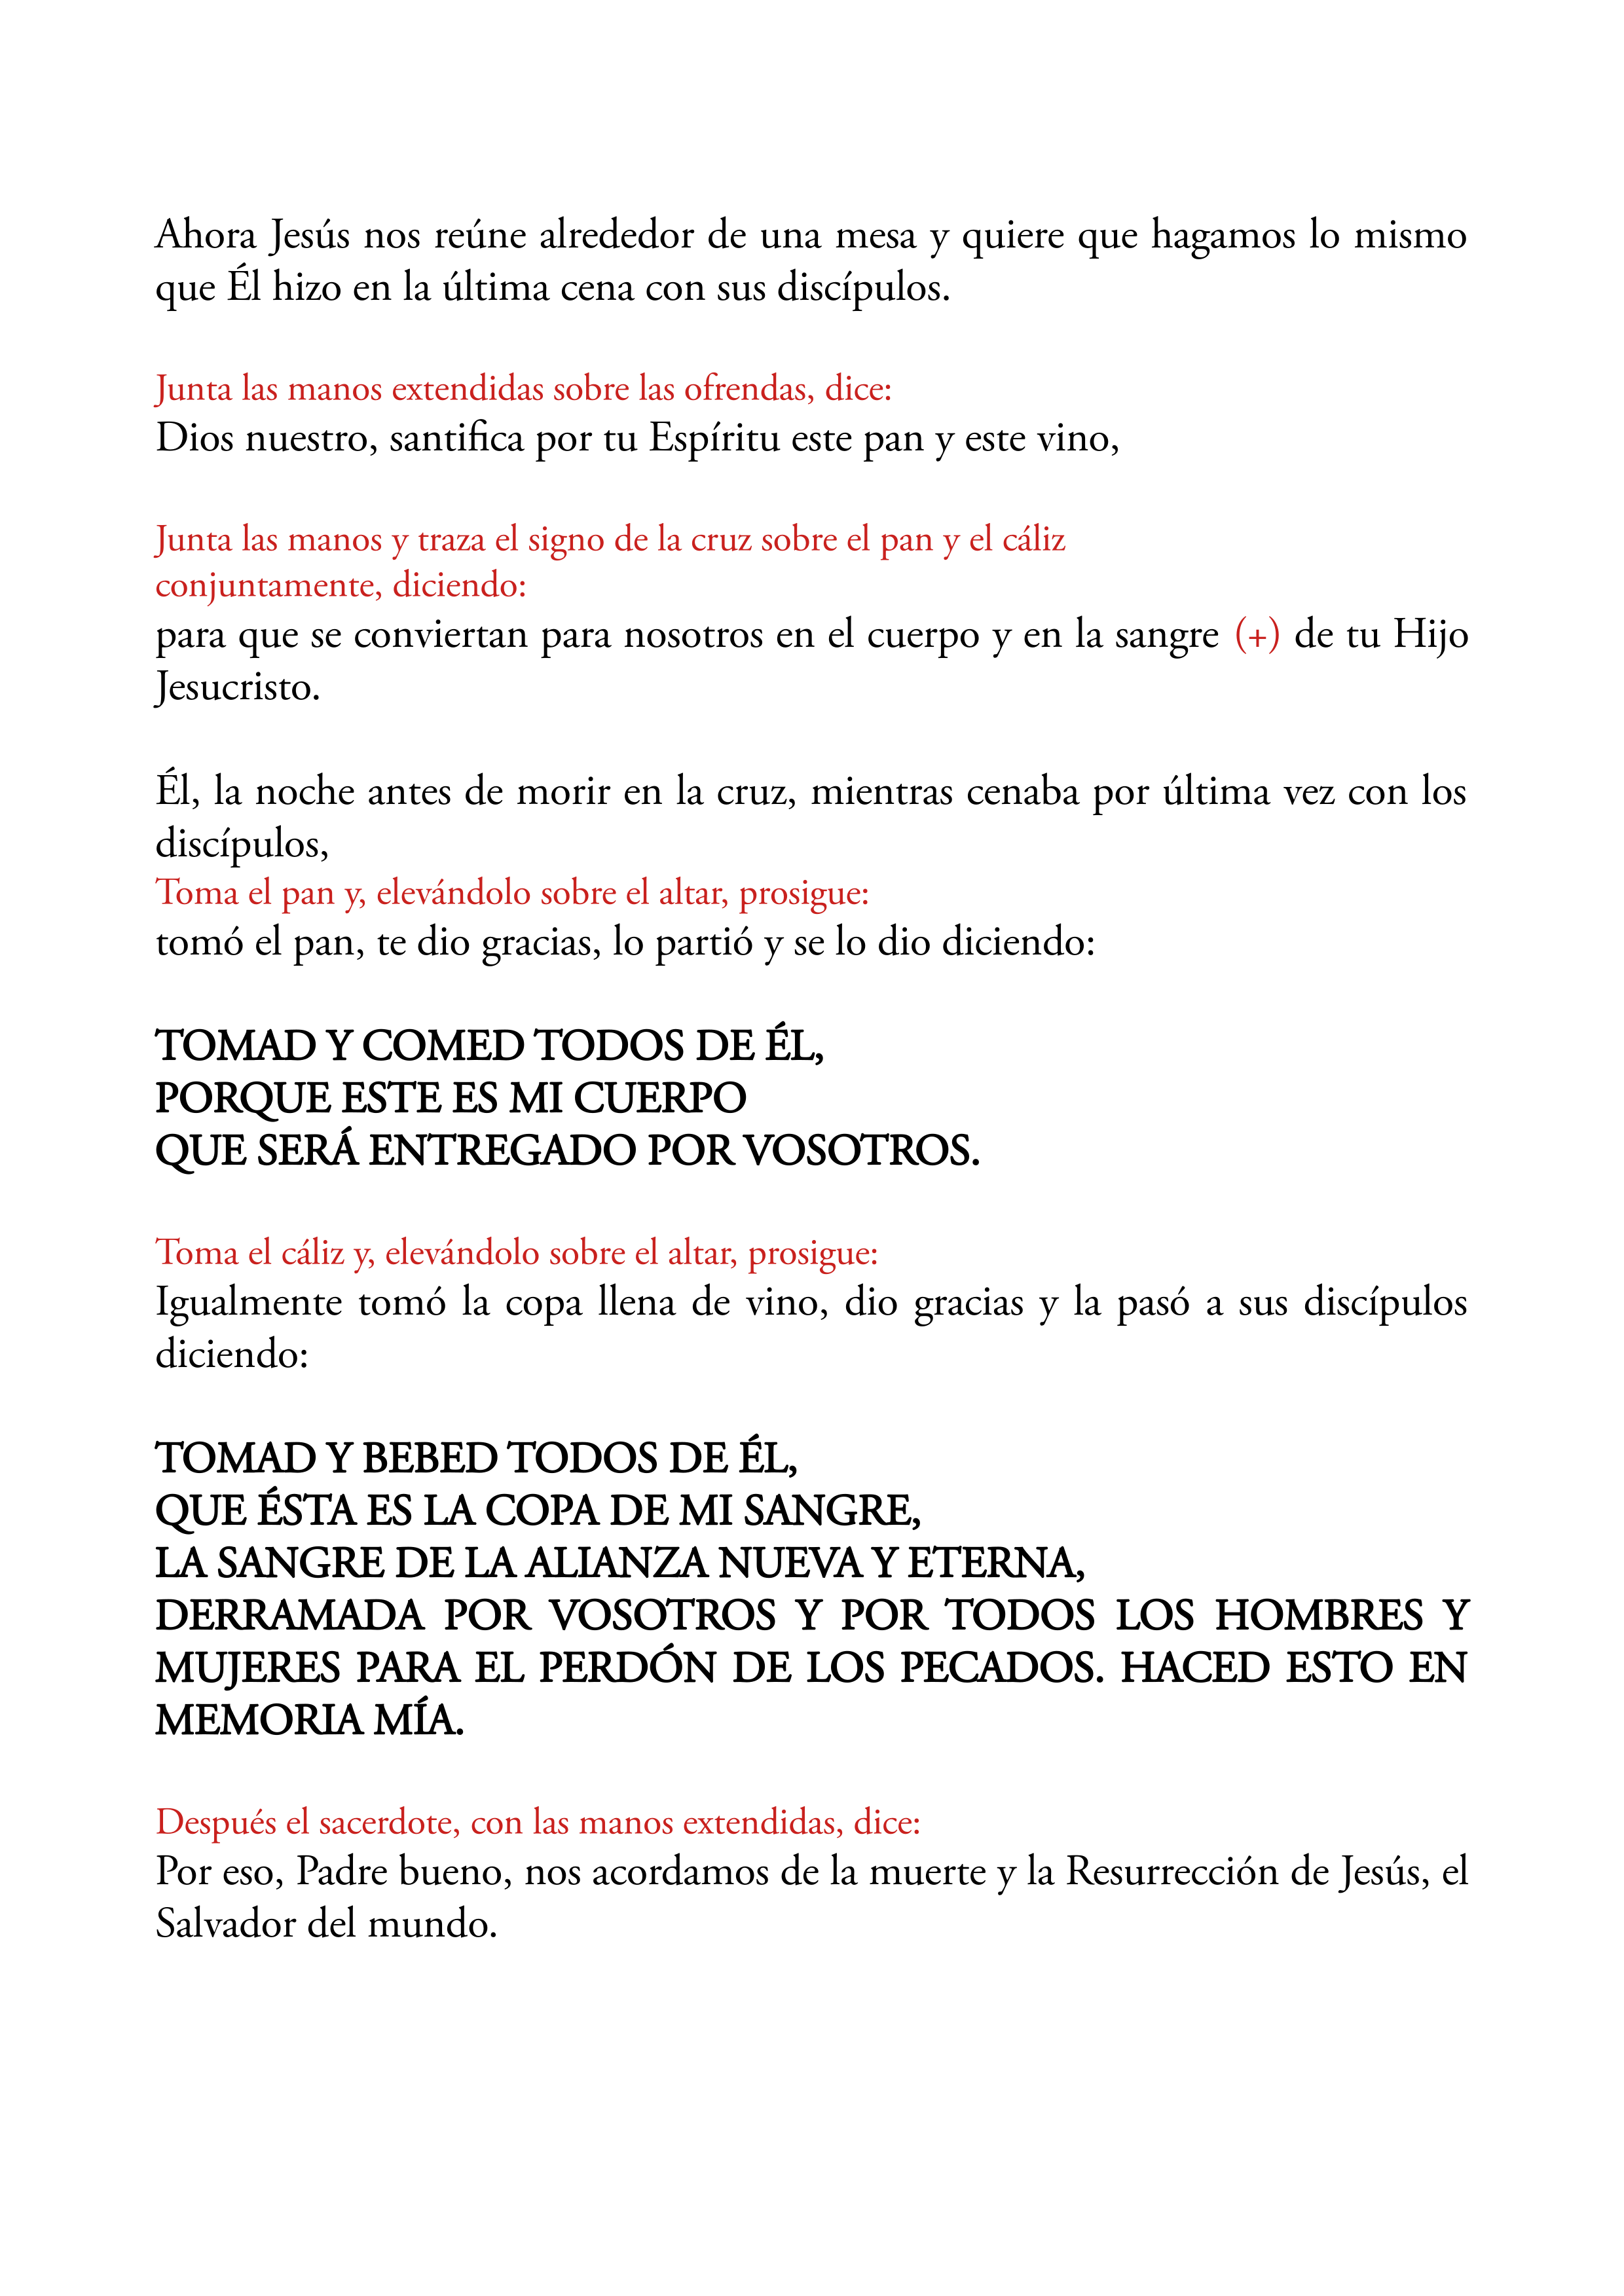 Ahora Jesús nos reúne alrededor de una mesa y quiere que hagamos lo mismo
que Él hizo en la última cena con sus discípulos.
Junta las manos extendidas sobre las ofrendas, dice:
Dios nuestro, santifica por tu Espíritu este pan y este vino,
Junta las manos y traza el signo de la cruz sobre el pan y el cáliz
conjuntamente, diciendo:
para que se conviertan para nosotros en el cuerpo y en la sangre (+) de tu Hijo
Jesucristo.
Él, la noche antes de morir en la cruz, mientras cenaba por última vez con los
discípulos,
Toma el pan y, elevándolo sobre el altar, prosigue:
tomó el pan, te dio gracias, lo partió y se lo dio diciendo:
TOMAD Y COMED TODOS DE ÉL,
PORQUE ESTE ES MI CUERPO
QUE SERÁ ENTREGADO POR VOSOTROS.
Toma el cáliz y, elevándolo sobre el altar, prosigue:
Igualmente tomó la copa llena de vino, dio gracias y la pasó a sus discípulos
diciendo:
TOMAD Y BEBED TODOS DE ÉL,
QUE ÉSTA ES LA COPA DE MI SANGRE,
LA SANGRE DE LA ALIANZA NUEVA Y ETERNA,
DERRAMADA POR VOSOTROS Y POR TODOS LOS HOMBRES Y
MUJERES PARA EL PERDÓN DE LOS PECADOS. HACED ESTO EN
MEMORIA MÍA.
Después el sacerdote, con las manos extendidas, dice:
Por eso, Padre bueno, nos acordamos de la muerte y la Resurrección de Jesús, el
Salvador del mundo.